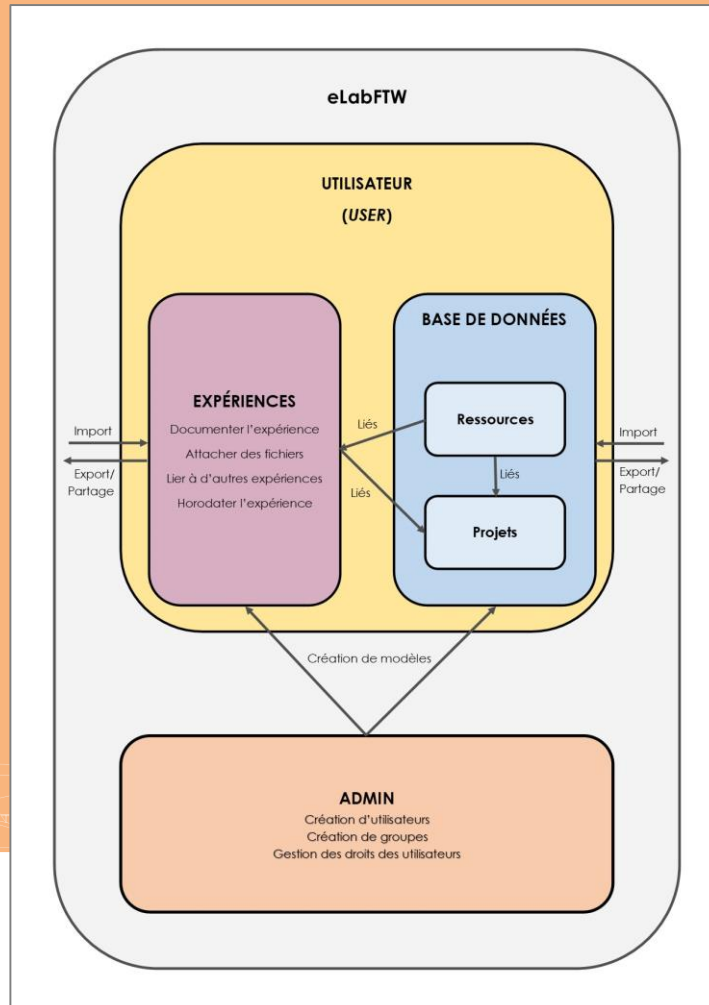 eLabFTW
UTILISATEUR
(USER)
EXPÉRIENCES
Documenter l'expérience
Attacher des fichiers
Lier à d'autres expériences
Horodater l'expérience
BASE DE DONNÉES
Ressources
Projets
Liés
Liés
Liés
Import
Export/
Partage
Import
Export/
Partage
Création de modèles
ADMIN
Création d'utilisateurs
Création de groupes
Gestion des droits des utilisateurs